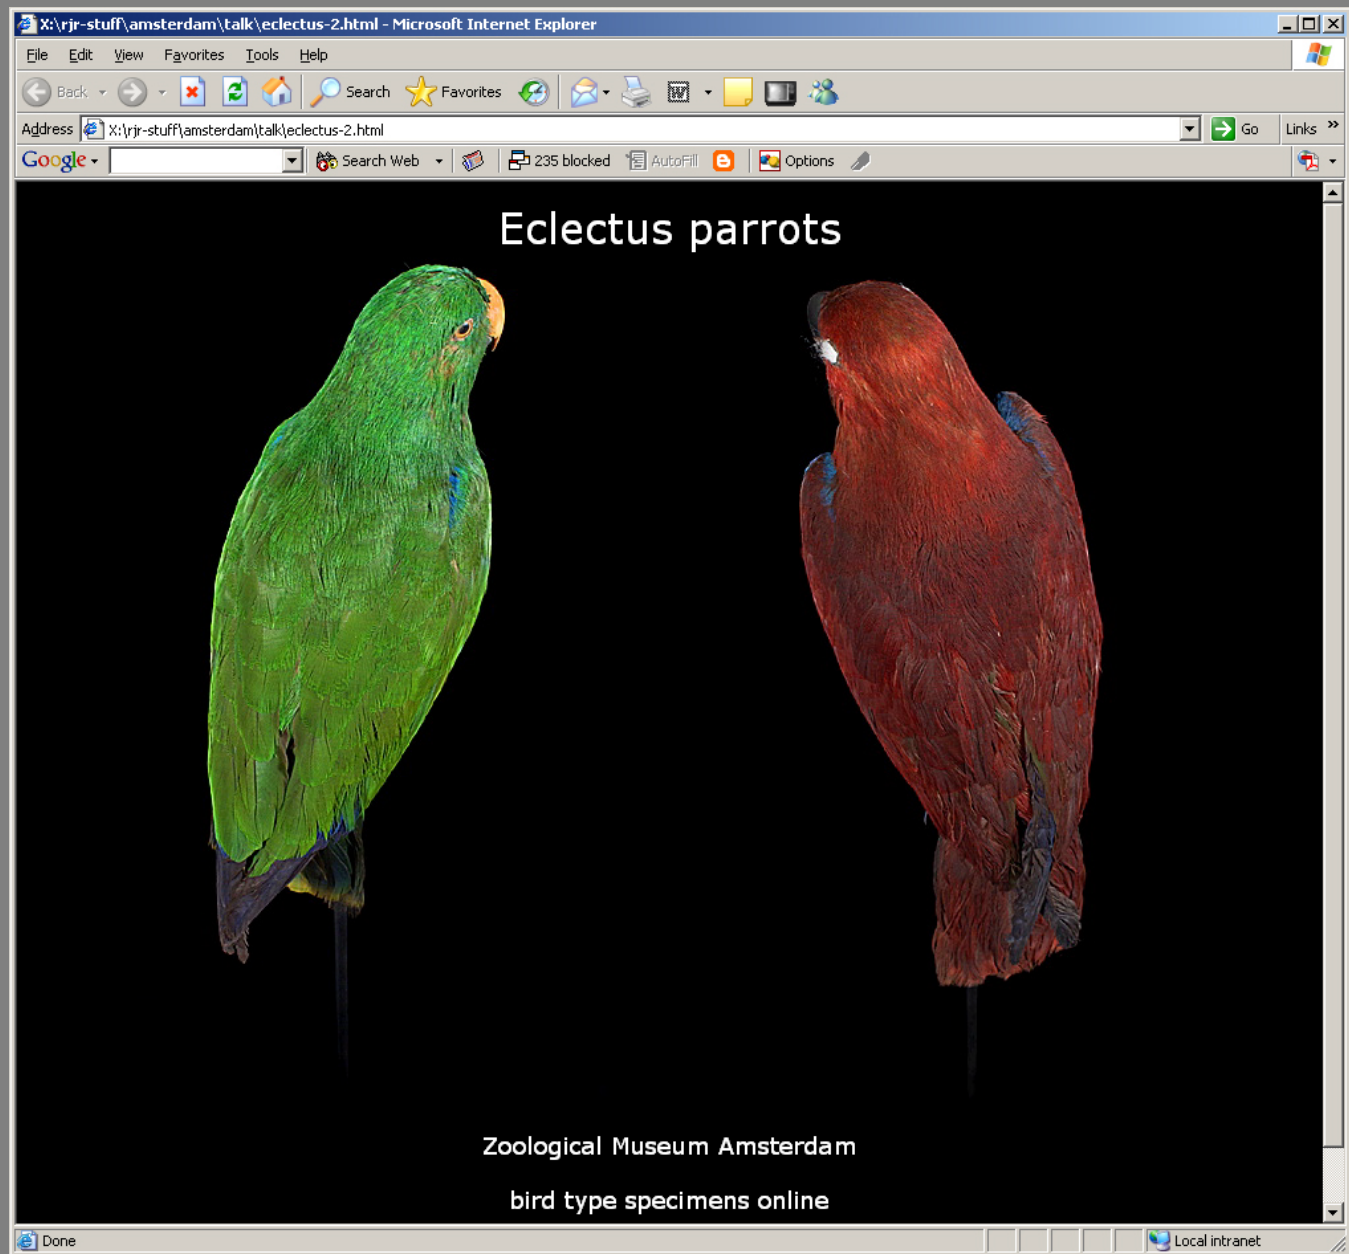 X:\rjr-stuff\amsterdam\talk\eclectus-2.html - Microsoft Internet Explorer
File Edit View Favorites Tools Help
Back Search Favorites W
Address X:\rjr-stuff\amsterdam\talk\eclectus-2.html Go Links »
Google Search Web 235 blocked AutoFill Options
Eclectus parrots
Zoological Museum Amsterdam
bird type specimens online
Done Local intranet